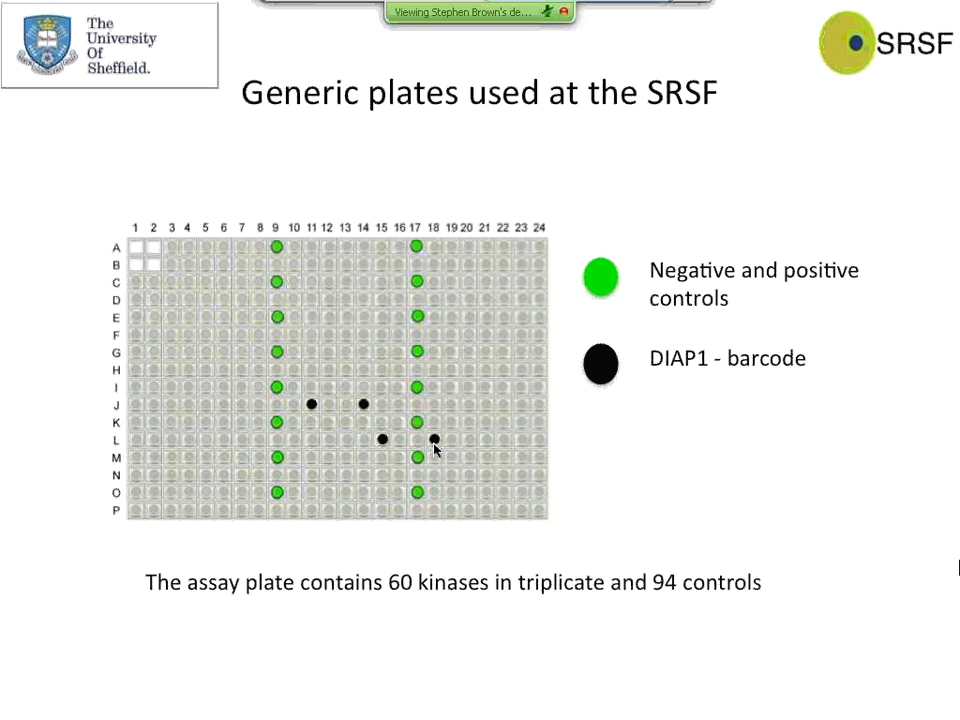 Viewing Stephen Brown's de...
The
University
Of
Sheffield.
SRSF
Generic plates used at the SRSF
1 2 3 4 5 6 7 8 9 10 11 12 13 14 15 16 17 18 19 20 21 22 23 24
A
B
C
D
E
F
G
H
I
J
K
L
M
N
O
P
Negative and positive
controls
DIAP1 - barcode
The assay plate contains 60 kinases in triplicate and 94 controls